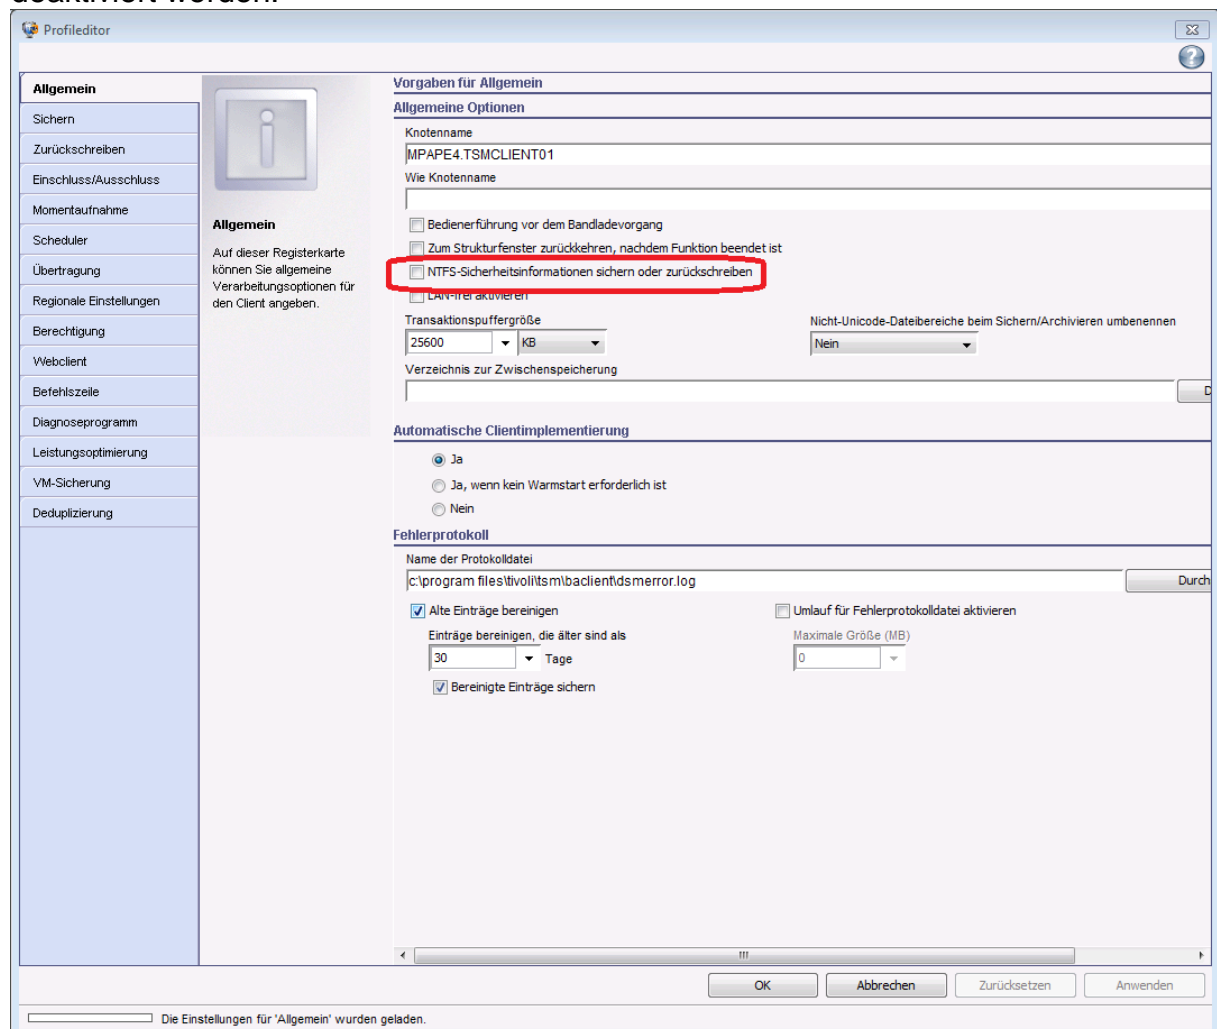 deaktiviert werden.
Profileditor
Allgemein
Sichern
Zurückschreiben
Einschluss/Ausschluss
Momentaufnahme
Scheduler
Übertragung
Regionale Einstellungen
Berechtigung
Webclient
Befehlszeile
Diagnoseprogramm
Leistungsoptimierung
VM-Sicherung
Deduplizierung
Allgemein
Auf dieser Registerkarte
können Sie allgemeine
Verarbeitungsoptionen für
den Client angeben.
Vorgaben für Allgemein
Allgemeine Optionen
Knotenname
MPAPE4.TSMCLIENT01
Wie Knotenname
Bedienerführung vor dem Bandladevorgang
Zum Strukturfenster zurückkehren, nachdem Funktion beendet ist
NTFS-Sicherheitsinformationen sichern oder zurückschreiben
LAN-frei aktivieren
Transaktionspuffergröße
25600 KB
Nicht-Unicode-Dateibereiche beim Sichern/Archivieren umbenennen
Nein
Verzeichnis zur Zwischenspeicherung
D
Automatische Clientimplementierung
Ja
Ja, wenn kein Warmstart erforderlich ist
Nein
Fehlerprotokoll
Name der Protokolldatei
c:\program files\tivoli\tsm\baclient\dsmerror.log
Durch
Alte Einträge bereinigen
Einträge bereinigen, die älter sind als
30 Tage
Bereinigte Einträge sichern
Umlauf für Fehlerprotokolldatei aktivieren
Maximale Größe (MB)
0
OK Abbrechen Zurücksetzen Anwenden
Die Einstellungen für 'Allgemein' wurden geladen.